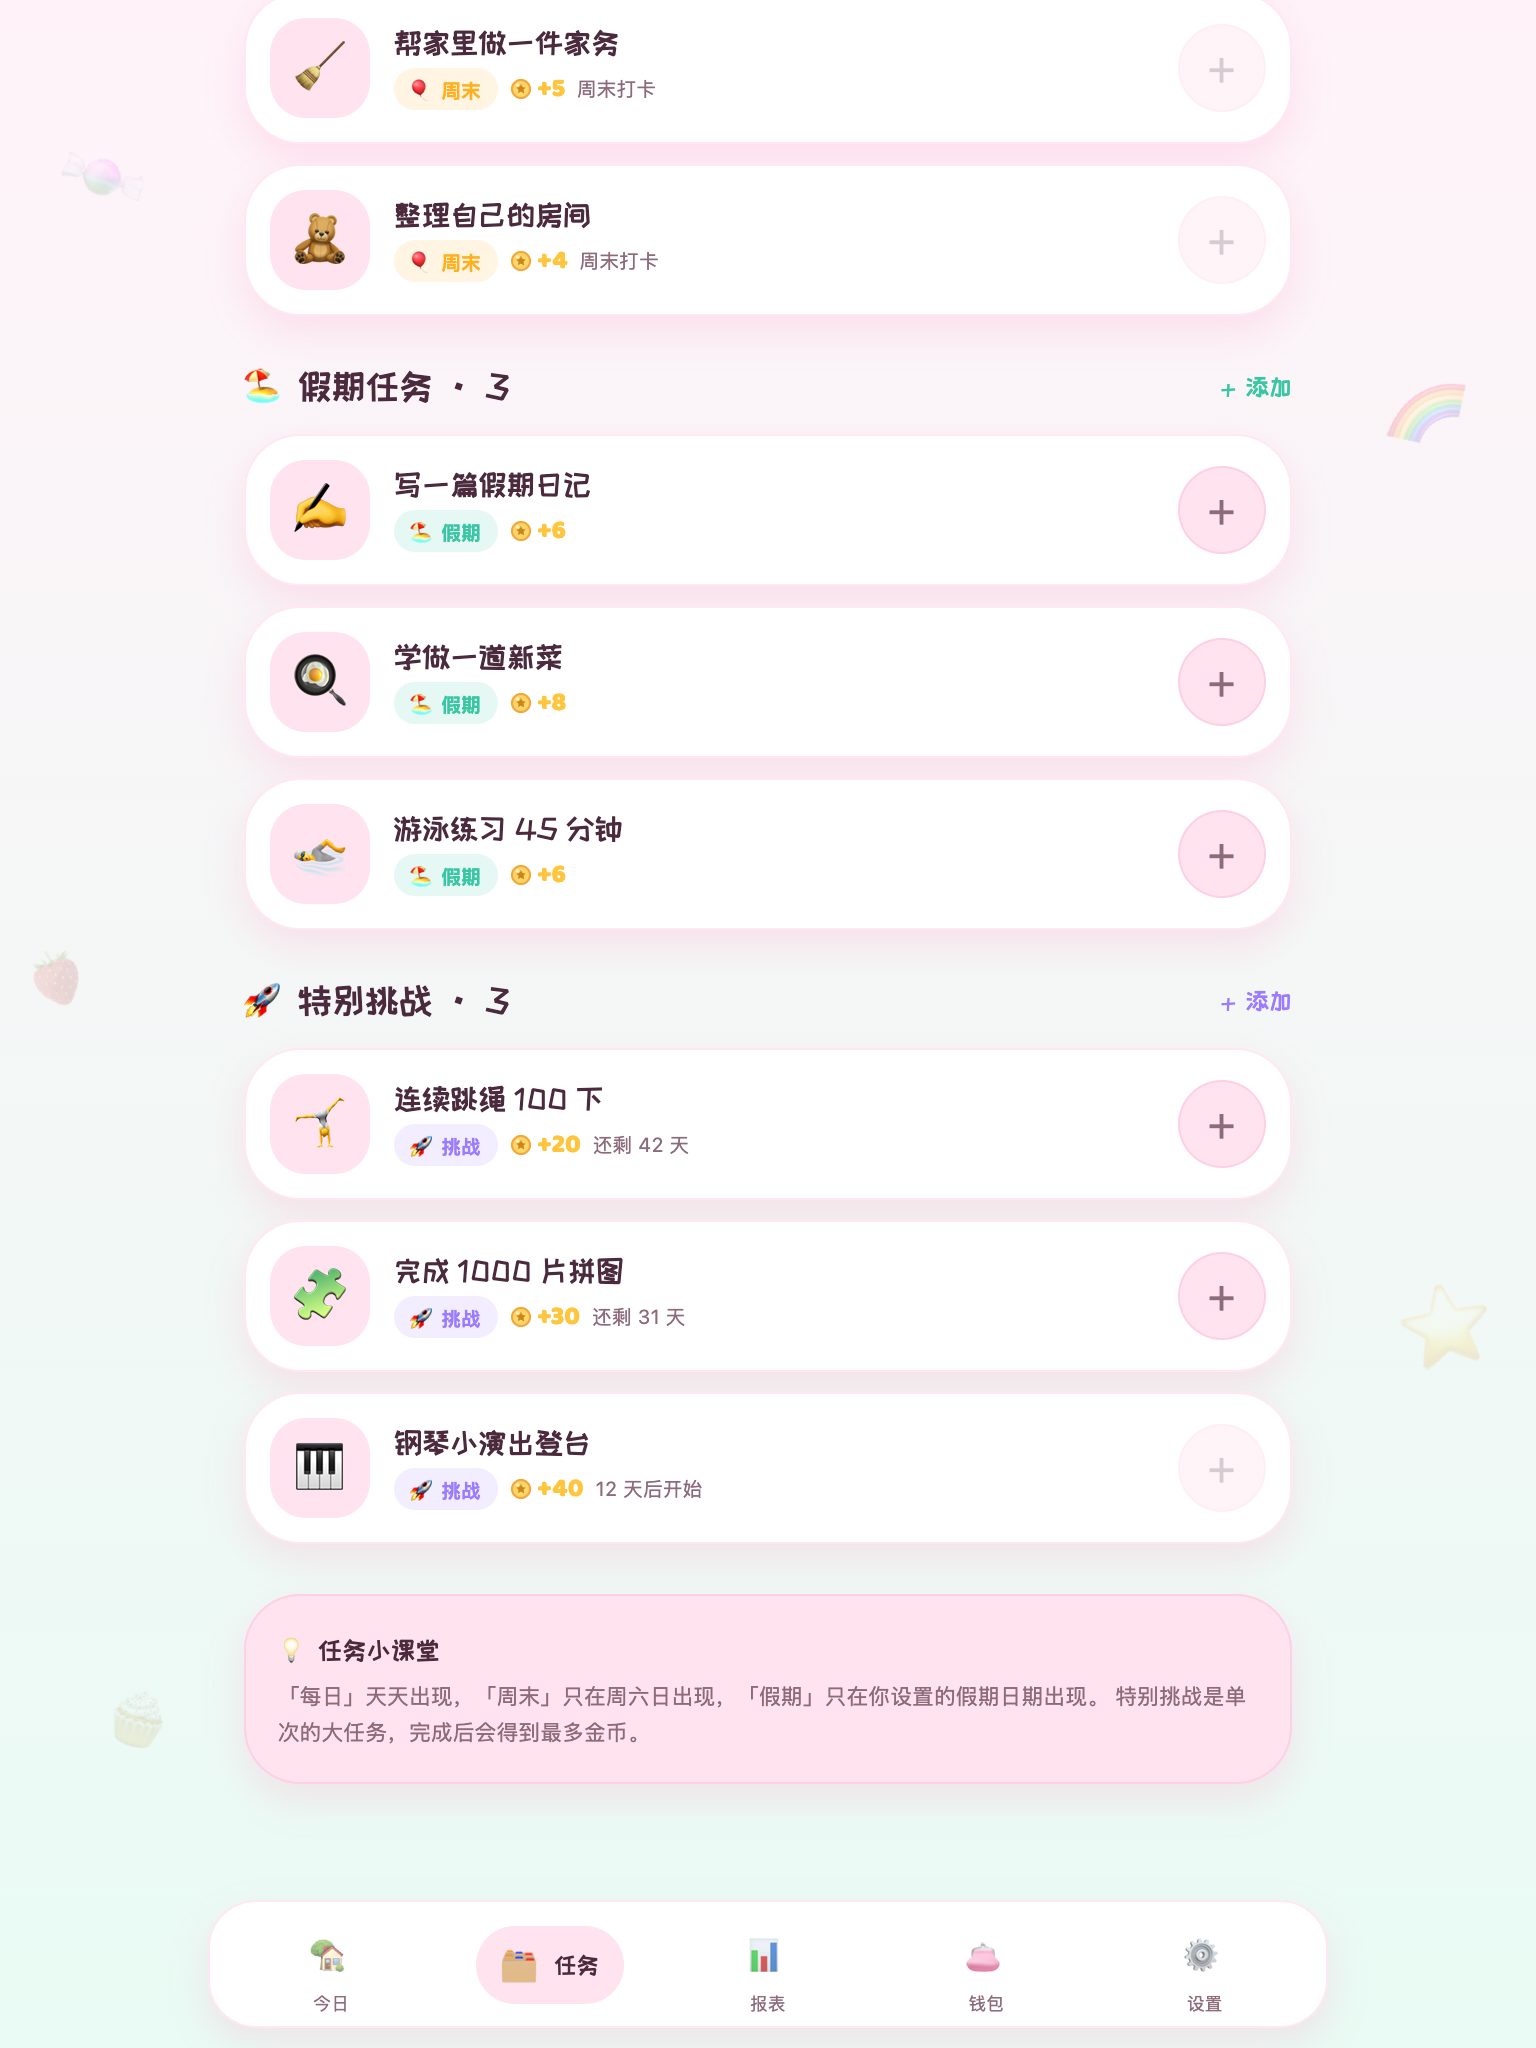 帮家里做一件家务
周末 +5 周末打卡
整理自己的房间
周末 +4 周末打卡
假期任务 · 3
+ 添加
写一篇假期日记
假期 +6
学做一道新菜
假期 +8
游泳练习 45 分钟
假期 +6
特别挑战 · 3
+ 添加
连续跳绳 100 下
挑战 +20 还剩 42 天
完成 1000 片拼图
挑战 +30 还剩 31 天
钢琴小演出登台
挑战 +40 12 天后开始
任务小课堂
「每日」天天出现，「周末」只在周六日出现，「假期」只在你设置的假期日期出现。 特别挑战是单
次的大任务，完成后会得到最多金币。
今日 任务 报表 钱包 设置